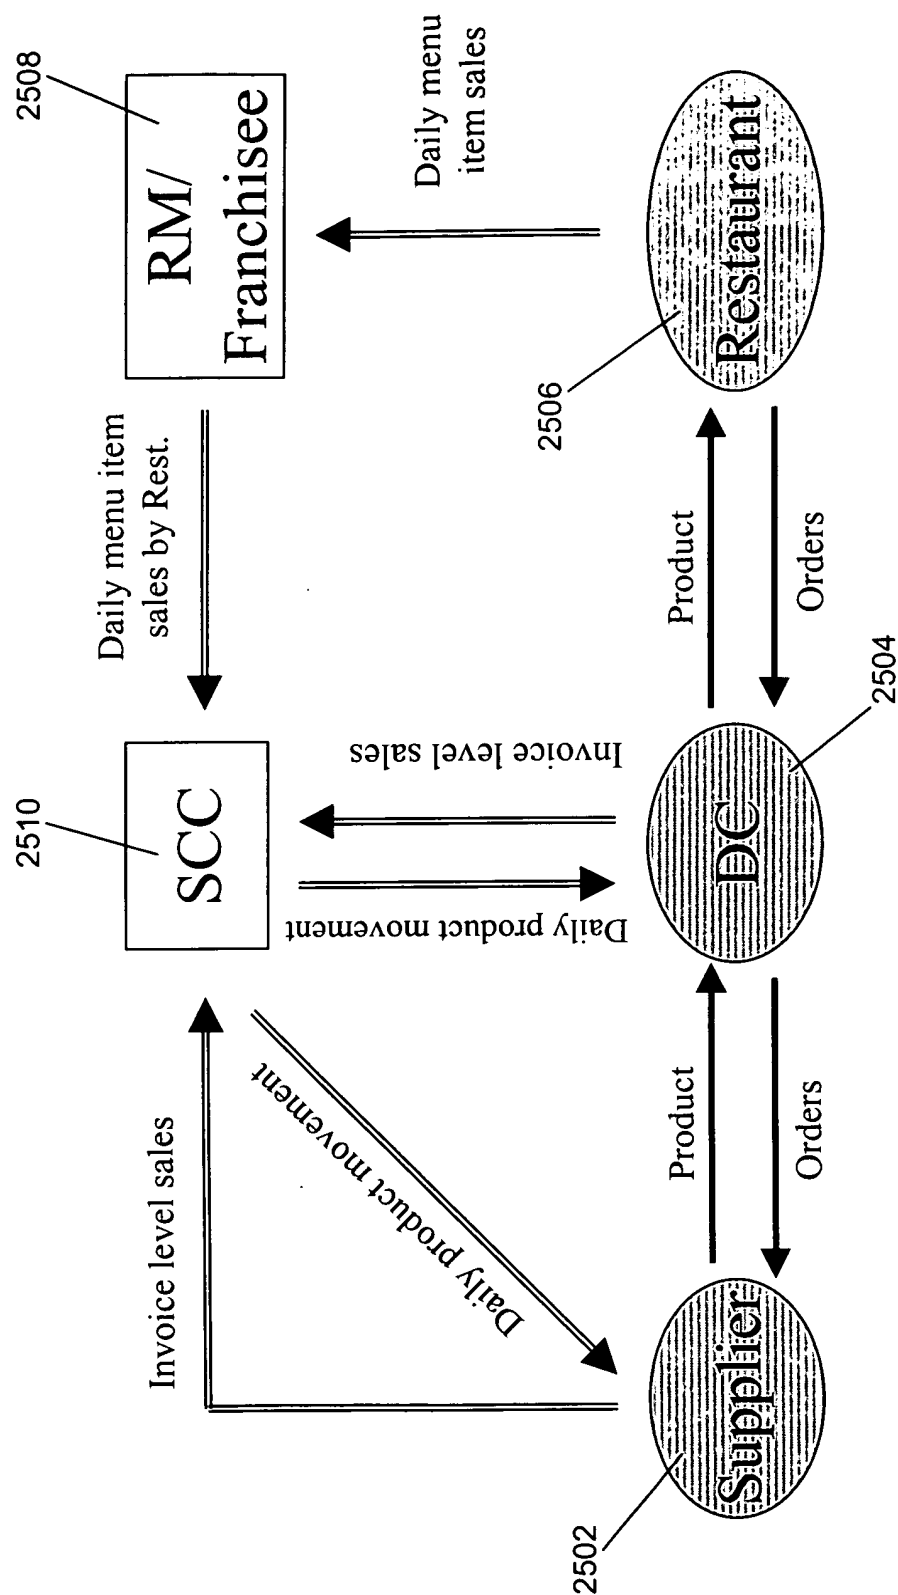 2510
2508
SCC
RM/
Franchisee
Invoice level sales
Daily menu item
sales by Rest.
Daily product movement
Daily product movement
Invoice level sales
Daily menu
item sales
Product
Product
2506
Supplier
DC
Restaurant
2502
Orders
Orders
2504